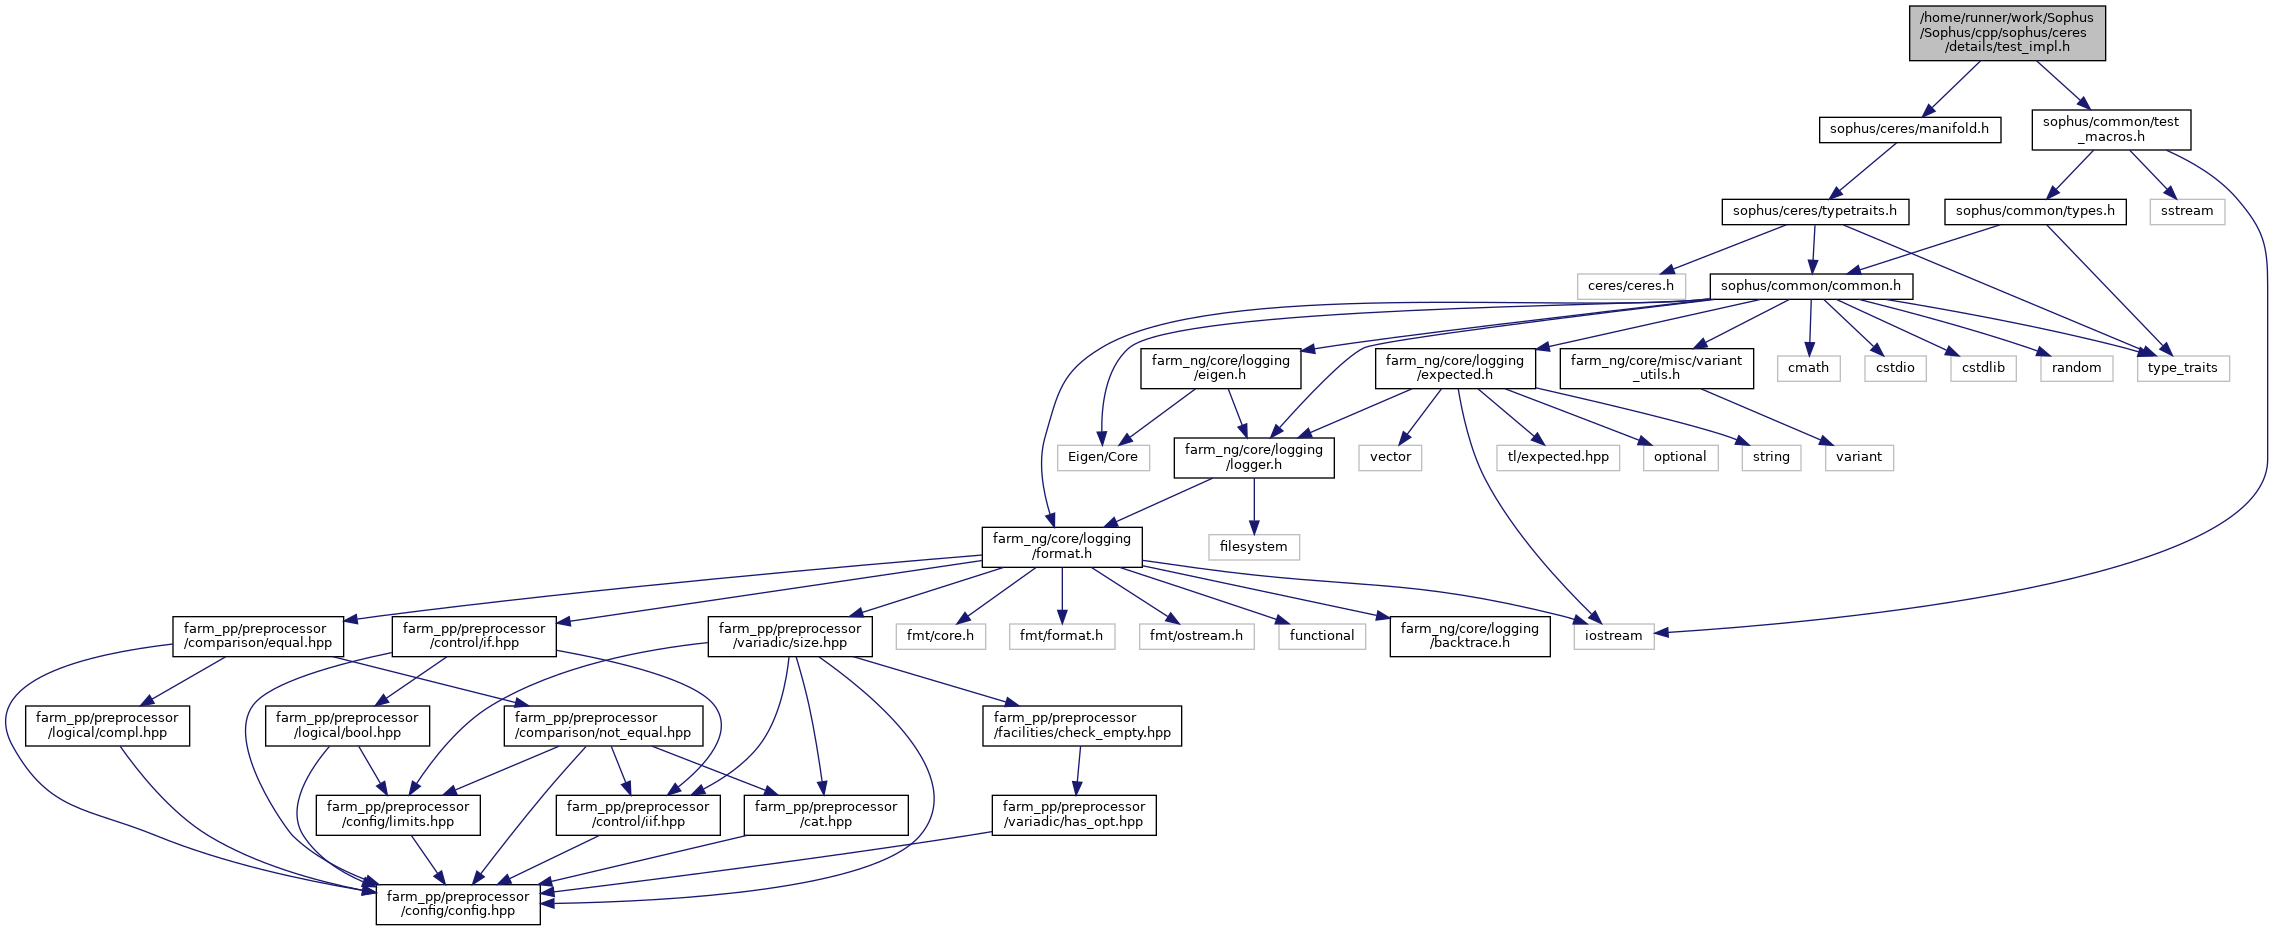 /home/runner/work/Sophus
/Sophus/cpp/sophus/ceres
/details/test_impl.h
sophus/ceres/manifold.h
sophus/common/test
_macros.h
sophus/ceres/typetraits.h
sophus/common/types.h
sstream
ceres/ceres.h
sophus/common/common.h
farm_ng/core/logging
/eigen.h
farm_ng/core/logging
/expected.h
farm_ng/core/misc/variant
_utils.h
cmath
cstdio
cstdlib
random
type_traits
Eigen/Core
farm_ng/core/logging
/logger.h
vector
tl/expected.hpp
optional
string
variant
farm_ng/core/logging
/format.h
filesystem
farm_pp/preprocessor
/comparison/equal.hpp
farm_pp/preprocessor
/control/if.hpp
farm_pp/preprocessor
/variadic/size.hpp
fmt/core.h
fmt/format.h
fmt/ostream.h
functional
farm_ng/core/logging
/backtrace.h
iostream
farm_pp/preprocessor
/logical/compl.hpp
farm_pp/preprocessor
/logical/bool.hpp
farm_pp/preprocessor
/comparison/not_equal.hpp
farm_pp/preprocessor
/facilities/check_empty.hpp
farm_pp/preprocessor
/config/limits.hpp
farm_pp/preprocessor
/control/iif.hpp
farm_pp/preprocessor
/cat.hpp
farm_pp/preprocessor
/variadic/has_opt.hpp
farm_pp/preprocessor
/config/config.hpp